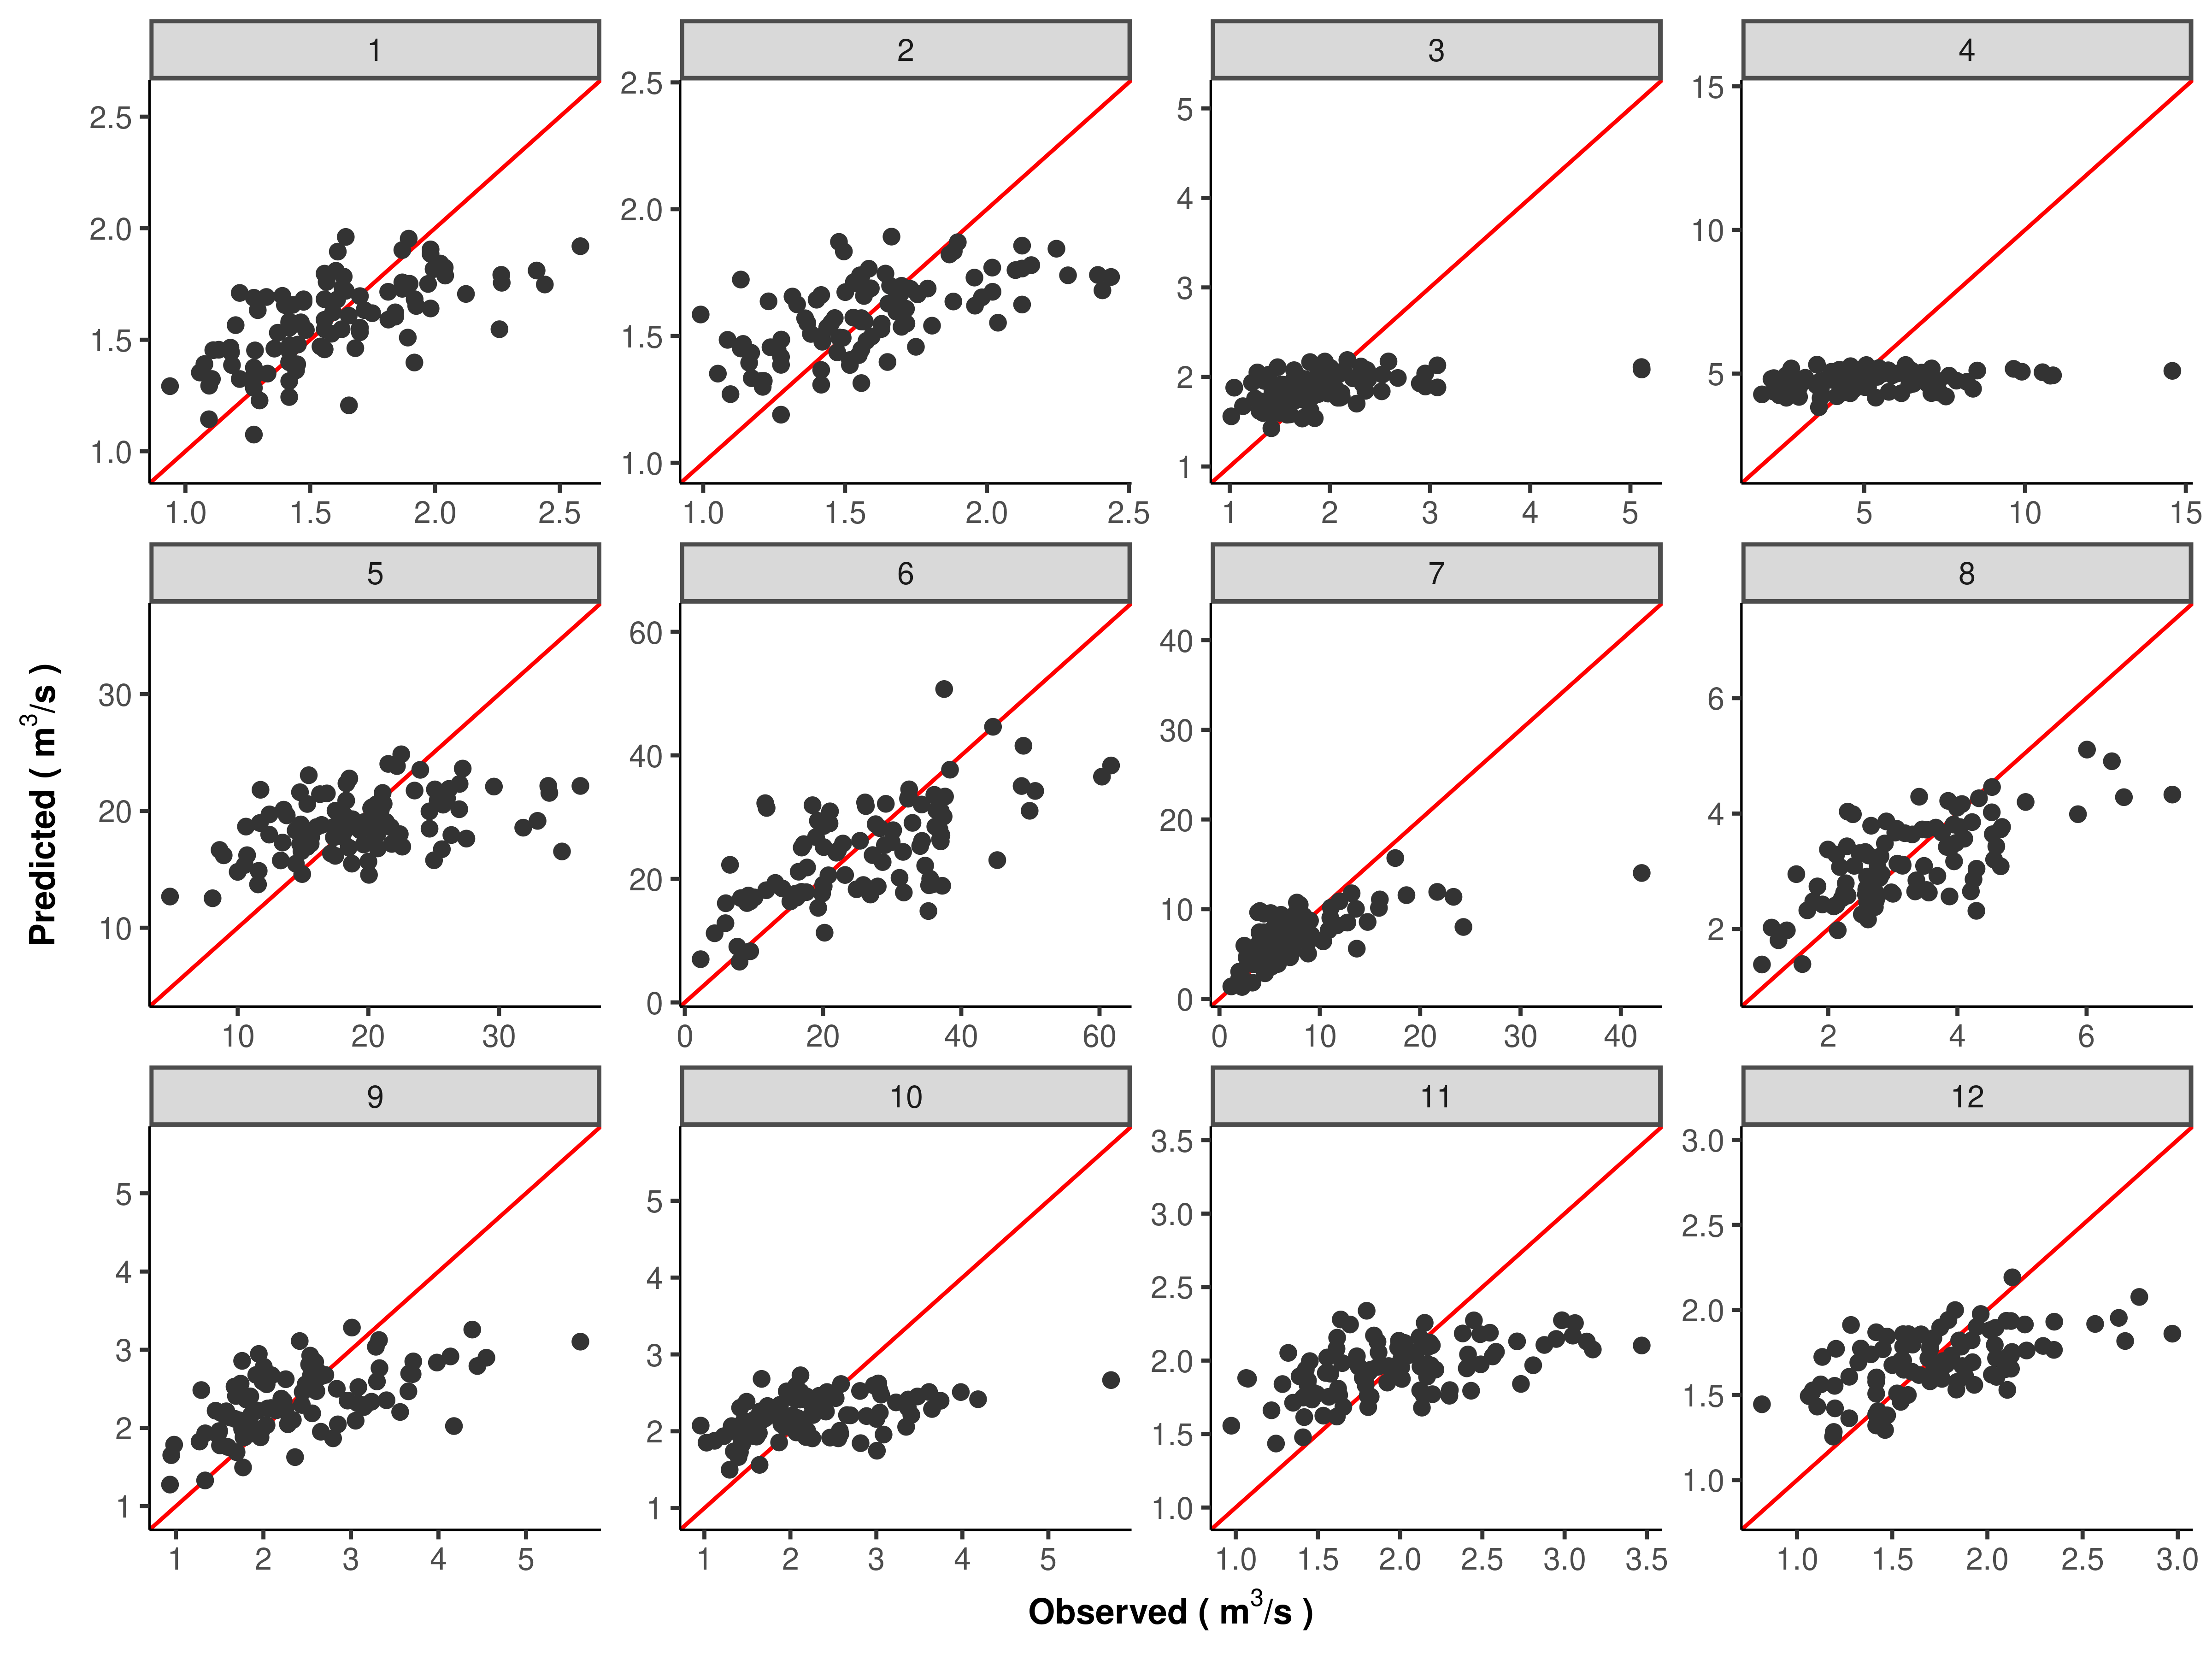 1 2 3 4
2.5 2.0 1.5 1.0
2.5 2.0 1.5 1.0
5 4 3 2 1
15 10 5
1.0 1.5 2.0 2.5
1.0 1.5 2.0 2.5
1 2 3 4 5
5 10 15
5 6 7 8
30 20 10
60 40 20 0
40 30 20 10 0
6 4 2
10 20 30
0 20 40 60
0 10 20 30 40
2 4 6
9 10 11 12
5 4 3 2 1
5 4 3 2 1
3.5 3.0 2.5 2.0 1.5 1.0
3.0 2.5 2.0 1.5 1.0
1 2 3 4 5
1 2 3 4 5
1.0 1.5 2.0 2.5 3.0 3.5
1.0 1.5 2.0 2.5 3.0
Predicted ( m³/s )
Observed ( m³/s )